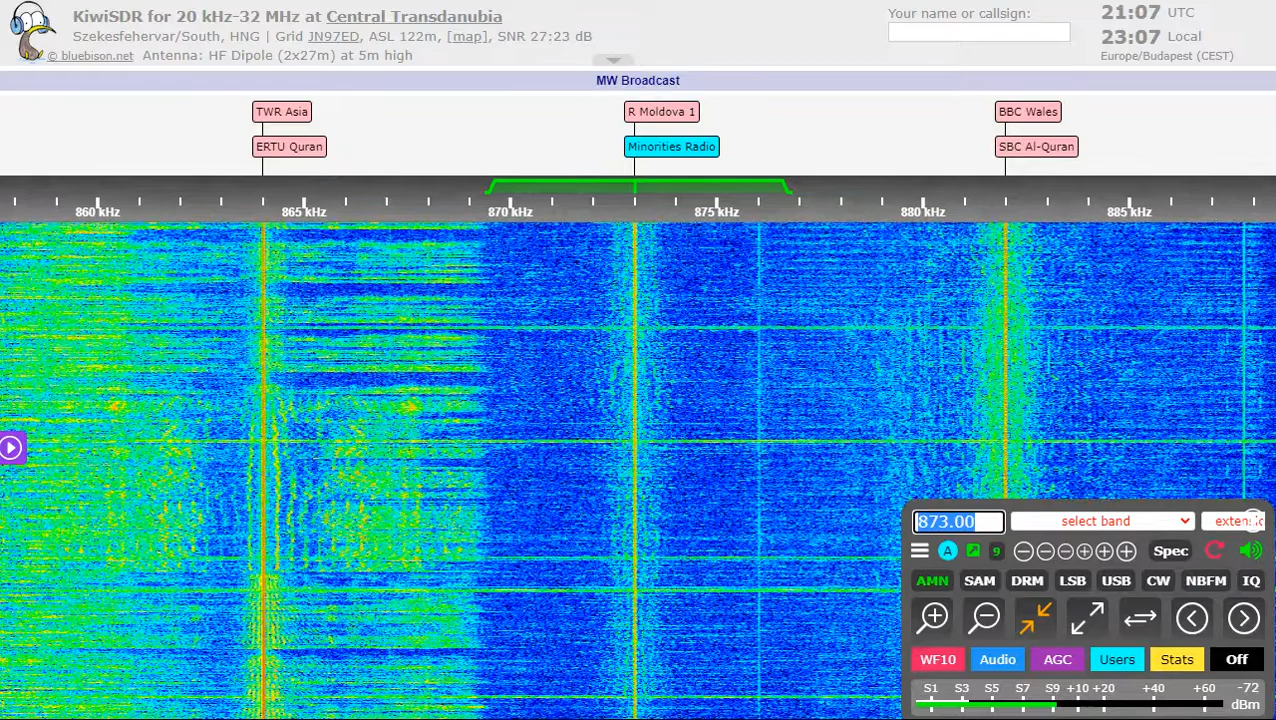 KiwiSDR for 20 kHz-32 MHz at Central Transdanubia
Szekesfehervar/South, HNG | Grid JN97ED, ASL 122m, [map], SNR 27:23 dB
© bluebison.net Antenna: HF Dipole (2x27m) at 5m high
Your name or callsign:
21:07 UTC
23:07 Local
Europe/Budapest (CEST)
MW Broadcast
TWR Asia R Moldova 1 BBC Wales
ERTU Quran Minorities Radio SBC Al-Quran
860 kHz 865 kHz 870 kHz 875 kHz 880 kHz 885 kHz
873.00 select band
A 9 Spec
AMN SAM DRM LSB USB CW NBFM IQ
WF10 Audio AGC Users Stats Off
S1 S3 S5 S7 S9 +10 +20 +40 +60 -72
dBm